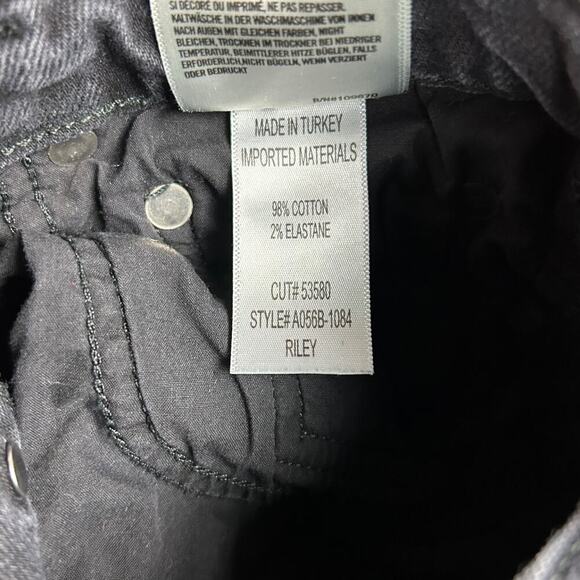 SI DÉCORÉ OU IMPRIMÉ, NE PAS REPASSER.
KALTWÄSCHE IN DER WASCHMASCHINE VON INNEN
NACH AUßEN MIT GLEICHEN FARBEN, NIGHT
BLEICHEN, TROCKNEN IM TROCKNER BEI NIEDRIGER
TEMPERATUR, BEIMITTLERER HITZE BÜGLEN, FALLS
ERFORDERLICH,NICHT BÜGELN, WENN VERZIERT
ODER BEDRUCKT
MADE IN TURKEY
IMPORTED MATERIALS
98% COTTON
2% ELASTANE
CUT# 53580
STYLE# A056B-1084
RILEY